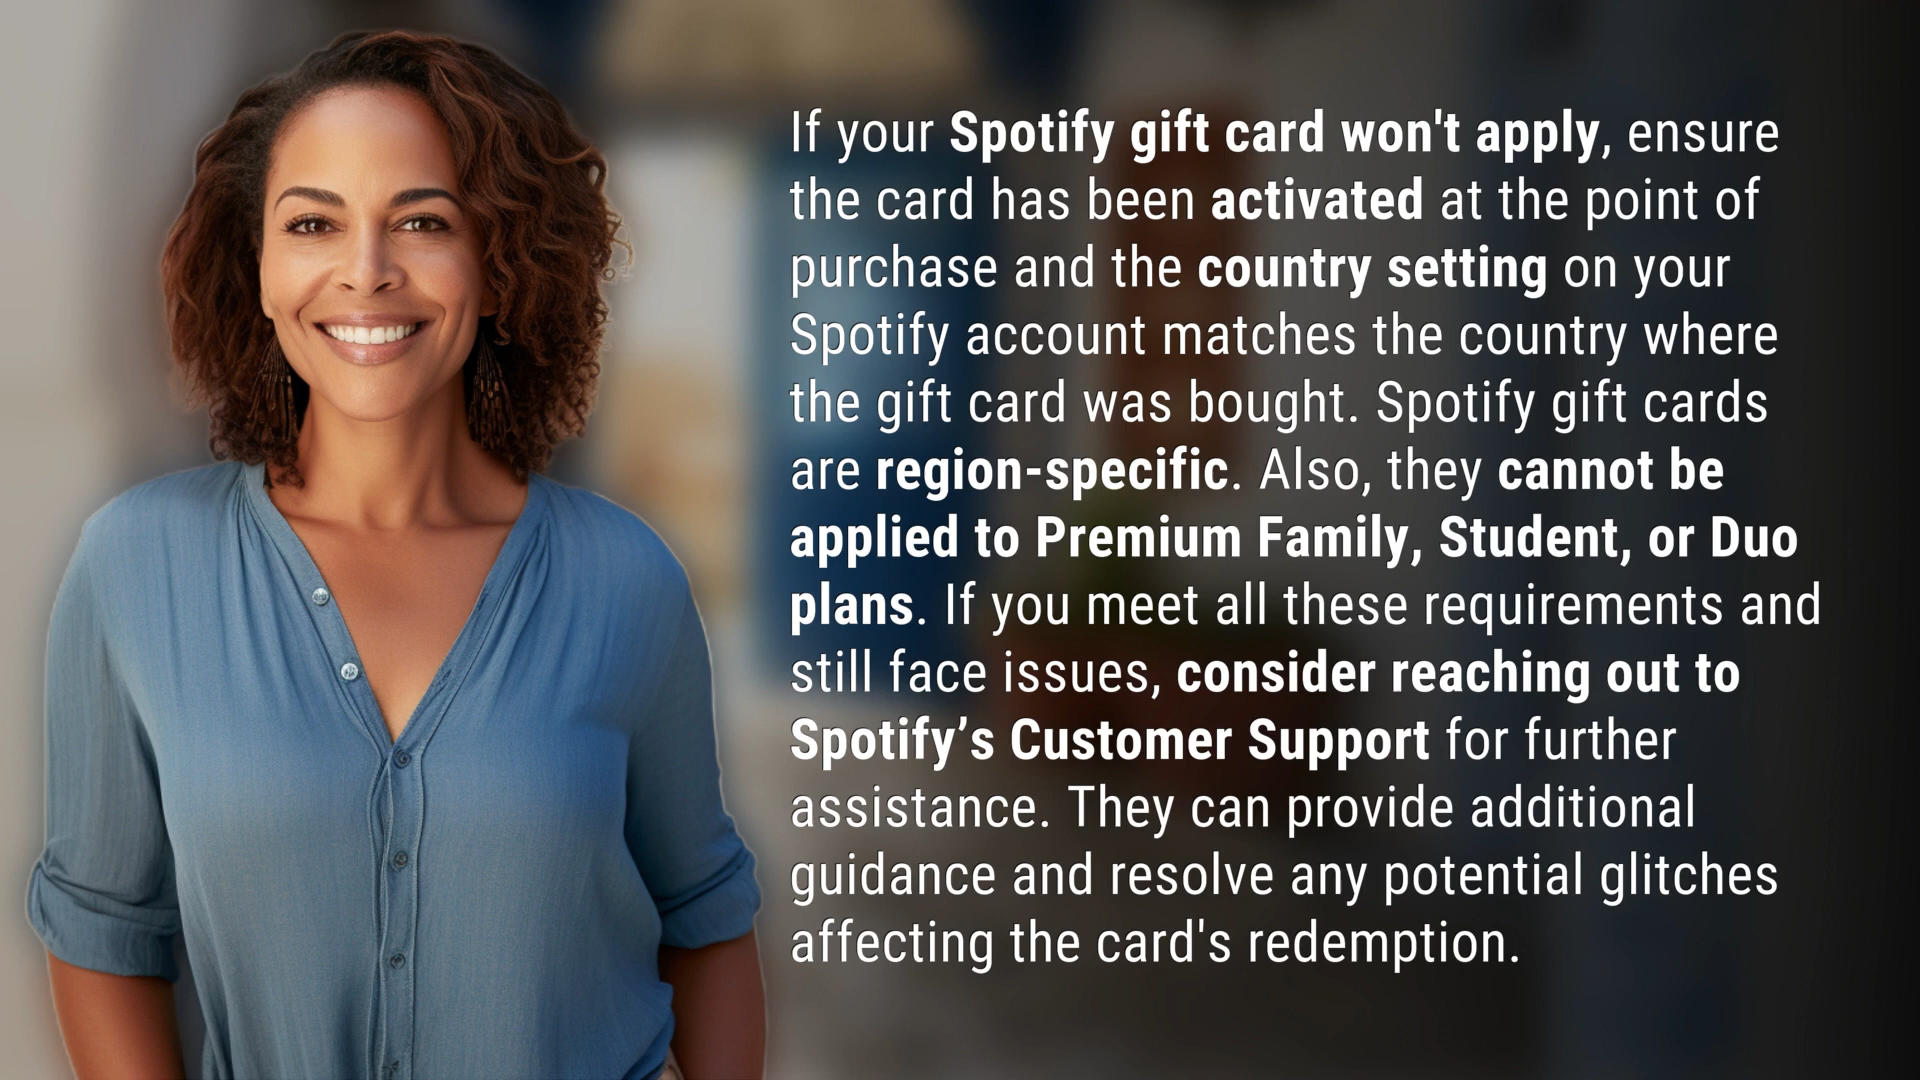 If your Spotify gift card won't apply, ensure
the card has been activated at the point of
purchase and the country setting on your
Spotify account matches the country where
the gift card was bought. Spotify gift cards
are region-specific. Also, they cannot be
applied to Premium Family, Student, or Duo
plans. If you meet all these requirements and
still face issues, consider reaching out to
Spotify’s Customer Support for further
assistance. They can provide additional
guidance and resolve any potential glitches
affecting the card's redemption.